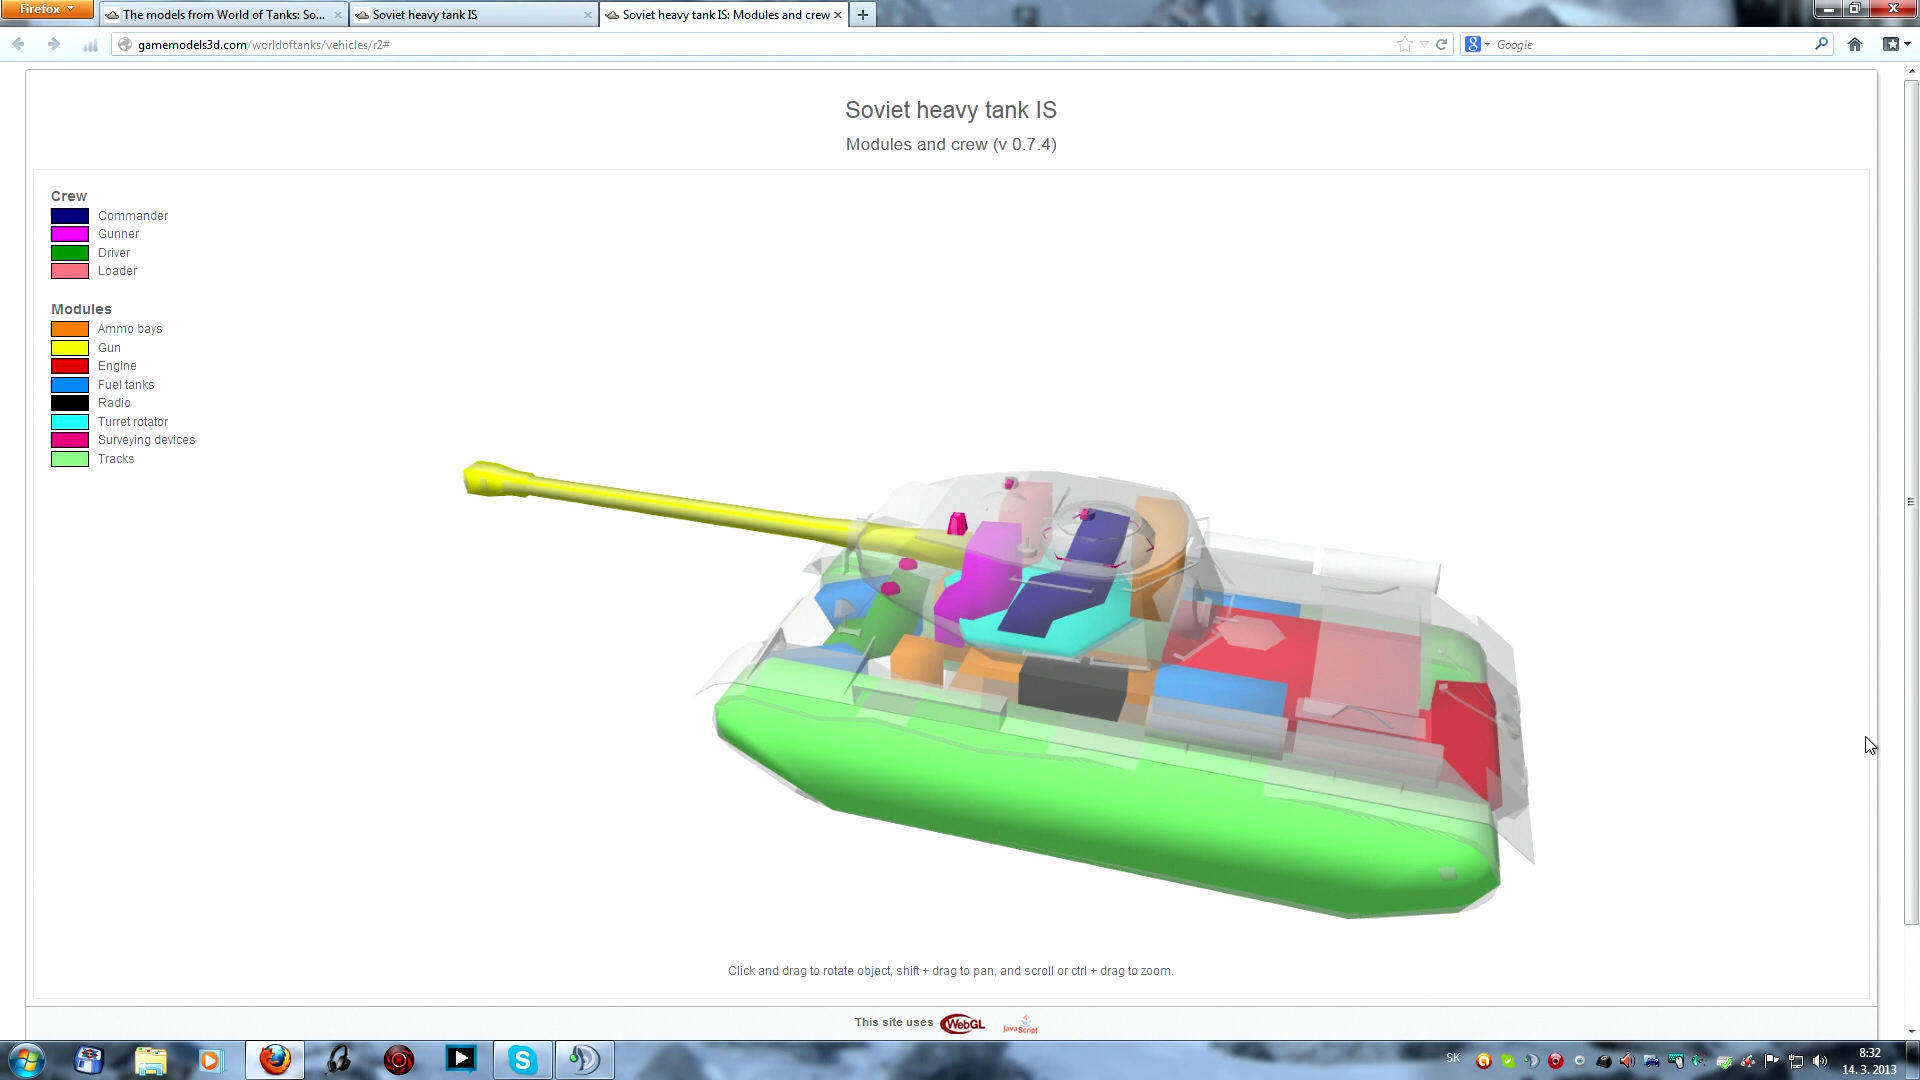 Firefox
The models from World of Tanks: So...
Soviet heavy tank IS
Soviet heavy tank IS: Modules and crew
gamemodels3d.com/worldoftanks/vehicles/r2#
Google
Soviet heavy tank IS
Modules and crew (v 0.7.4)
Crew
Commander
Gunner
Driver
Loader
Modules
Ammo bays
Gun
Engine
Fuel tanks
Radio
Turret rotator
Surveying devices
Tracks
Click and drag to rotate object, shift + drag to pan, and scroll or ctrl + drag to zoom.
This site uses WebGL JavaScript
SK
8:32
14. 3. 2013